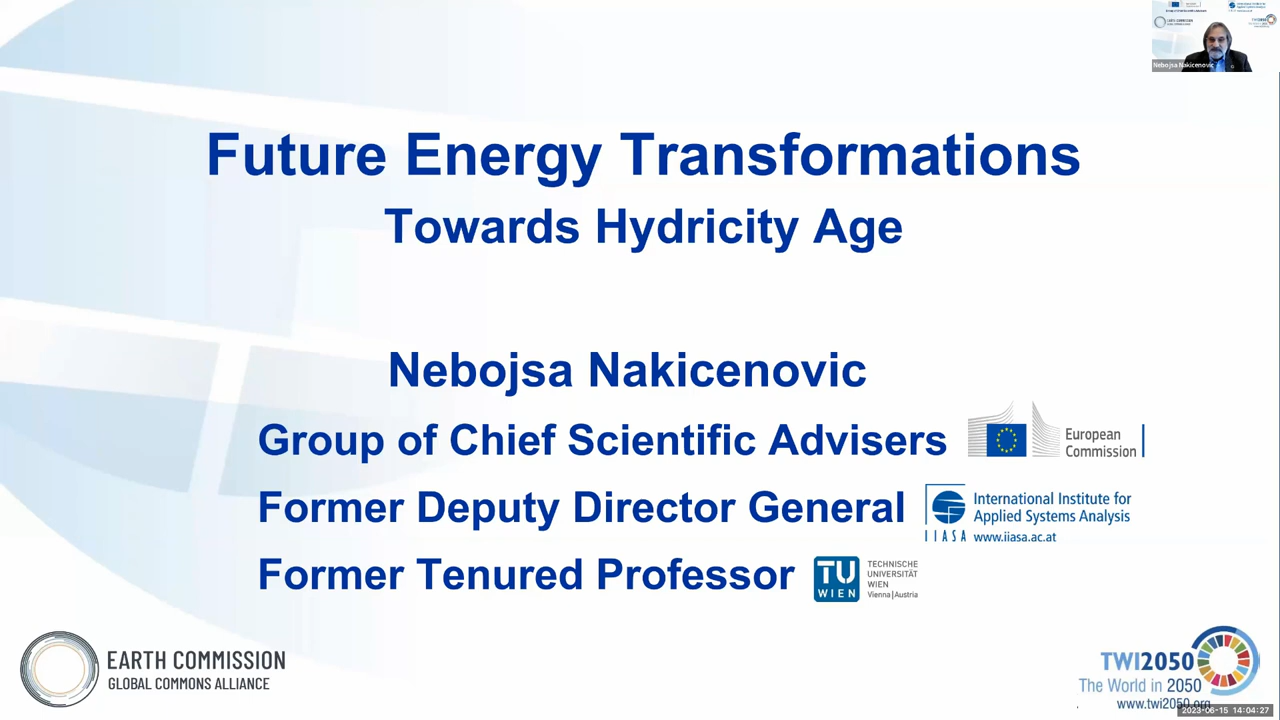 Nebojsa Nakicenovic
Future Energy Transformations
Towards Hydricity Age
Nebojsa Nakicenovic
Group of Chief Scientific Advisers
European
Commission
Former Deputy Director General
IIASA
International Institute for
Applied Systems Analysis
www.iiasa.ac.at
Former Tenured Professor
TU
WIEN
TECHNISCHE
UNIVERSITÄT
WIEN
Vienna|Austria
EARTH COMMISSION
GLOBAL COMMONS ALLIANCE
TWI2050
The World in 2050
www.twi2050.org
2023-06-15 14:04:27